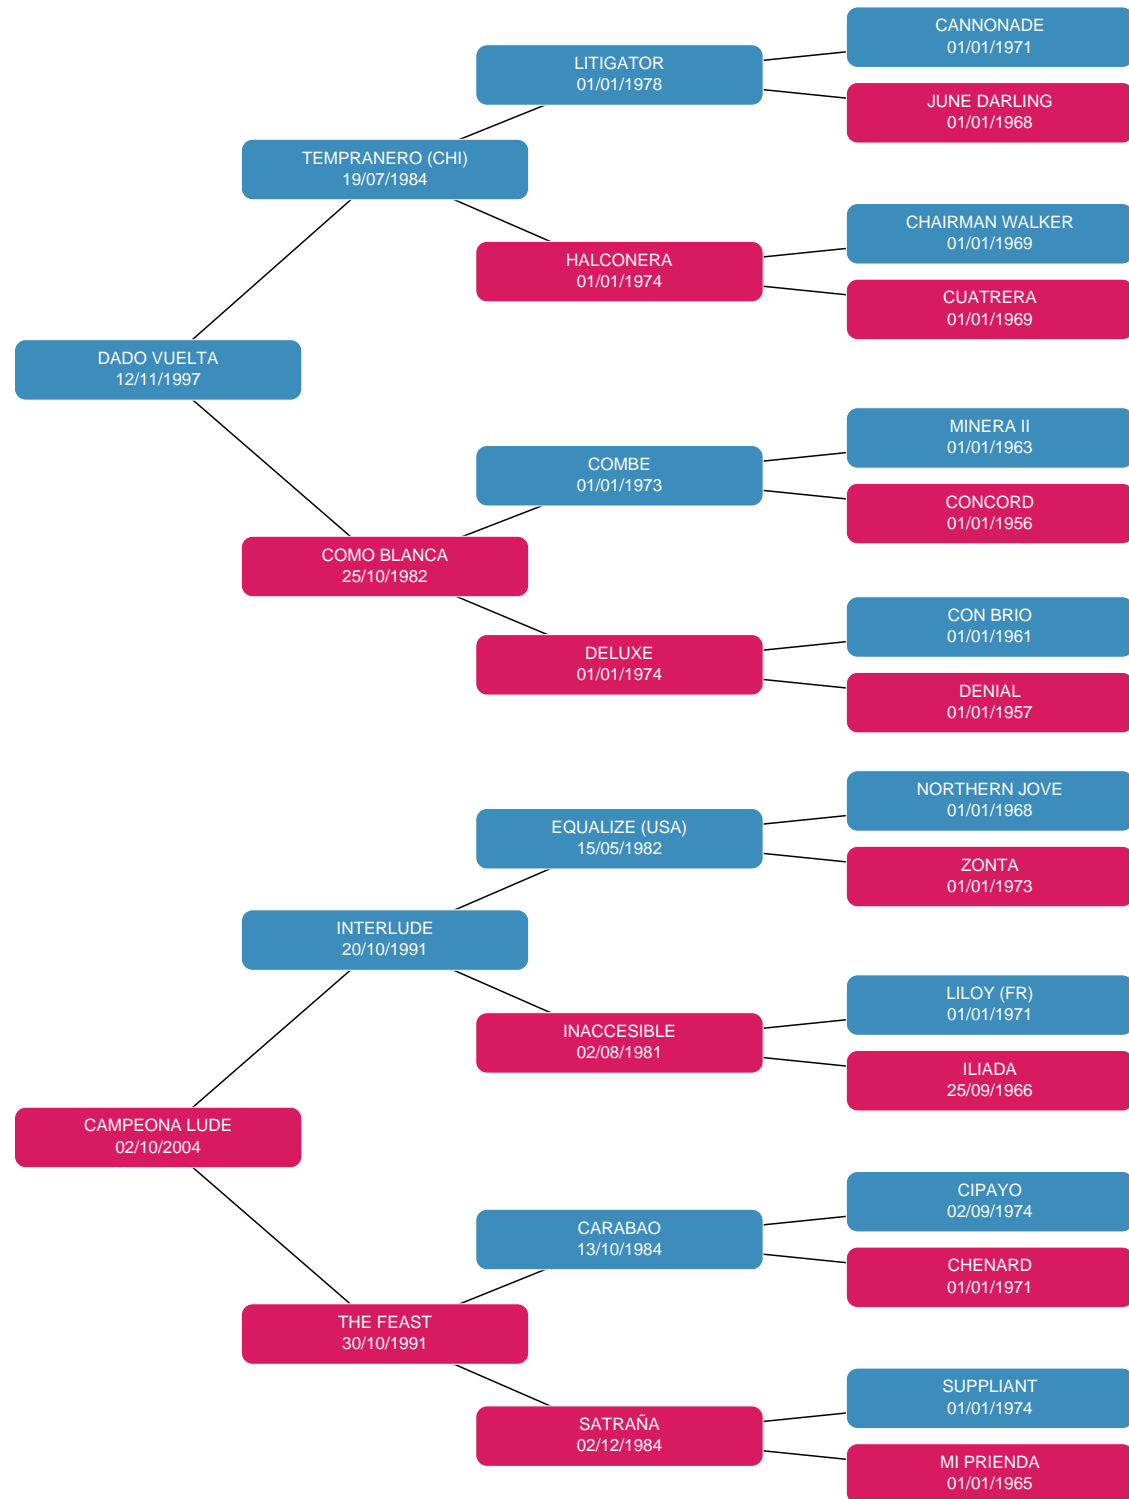 CANNONADE
01/01/1971
LITIGATOR
01/01/1978
JUNE DARLING
01/01/1968
TEMPRANERO (CHI)
19/07/1984
CHAIRMAN WALKER
01/01/1969
HALCONERA
01/01/1974
CUATRERA
01/01/1969
DADO VUELTA
12/11/1997
MINERA II
01/01/1963
COMBE
01/01/1973
CONCORD
01/01/1956
COMO BLANCA
25/10/1982
CON BRIO
01/01/1961
DELUXE
01/01/1974
DENIAL
01/01/1957
NORTHERN JOVE
01/01/1968
EQUALIZE (USA)
15/05/1982
ZONTA
01/01/1973
INTERLUDE
20/10/1991
LILOY (FR)
01/01/1971
INACCESIBLE
02/08/1981
ILIADA
25/09/1966
CAMPEONA LUDE
02/10/2004
CIPAYO
02/09/1974
CARABAO
13/10/1984
CHENARD
01/01/1971
THE FEAST
30/10/1991
SUPPLIANT
01/01/1974
SATRAÑA
02/12/1984
MI PRIENDA
01/01/1965